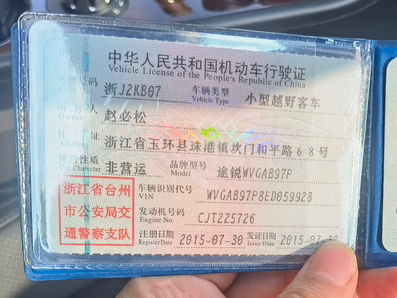 中华人民共和国机动车行驶证
Vehicle License of the People's Republic of China
号牌号码 浙J2KB07 车辆类型 Vehicle Type 小型越野客车
所有人 赵必松
住址 浙江省玉环县珠港镇坎门和平路68号
使用性质 非营运 品牌型号 Model 途锐WVGAB97P
浙江省台州
市公安局交
通警察支队
车辆识别代号 VIN WVGAB97P8ED059928
发动机号码 Engine No. CJT225726
注册日期 Register Date 2015-07-30 发证日期 Issue Date 2015-07-30